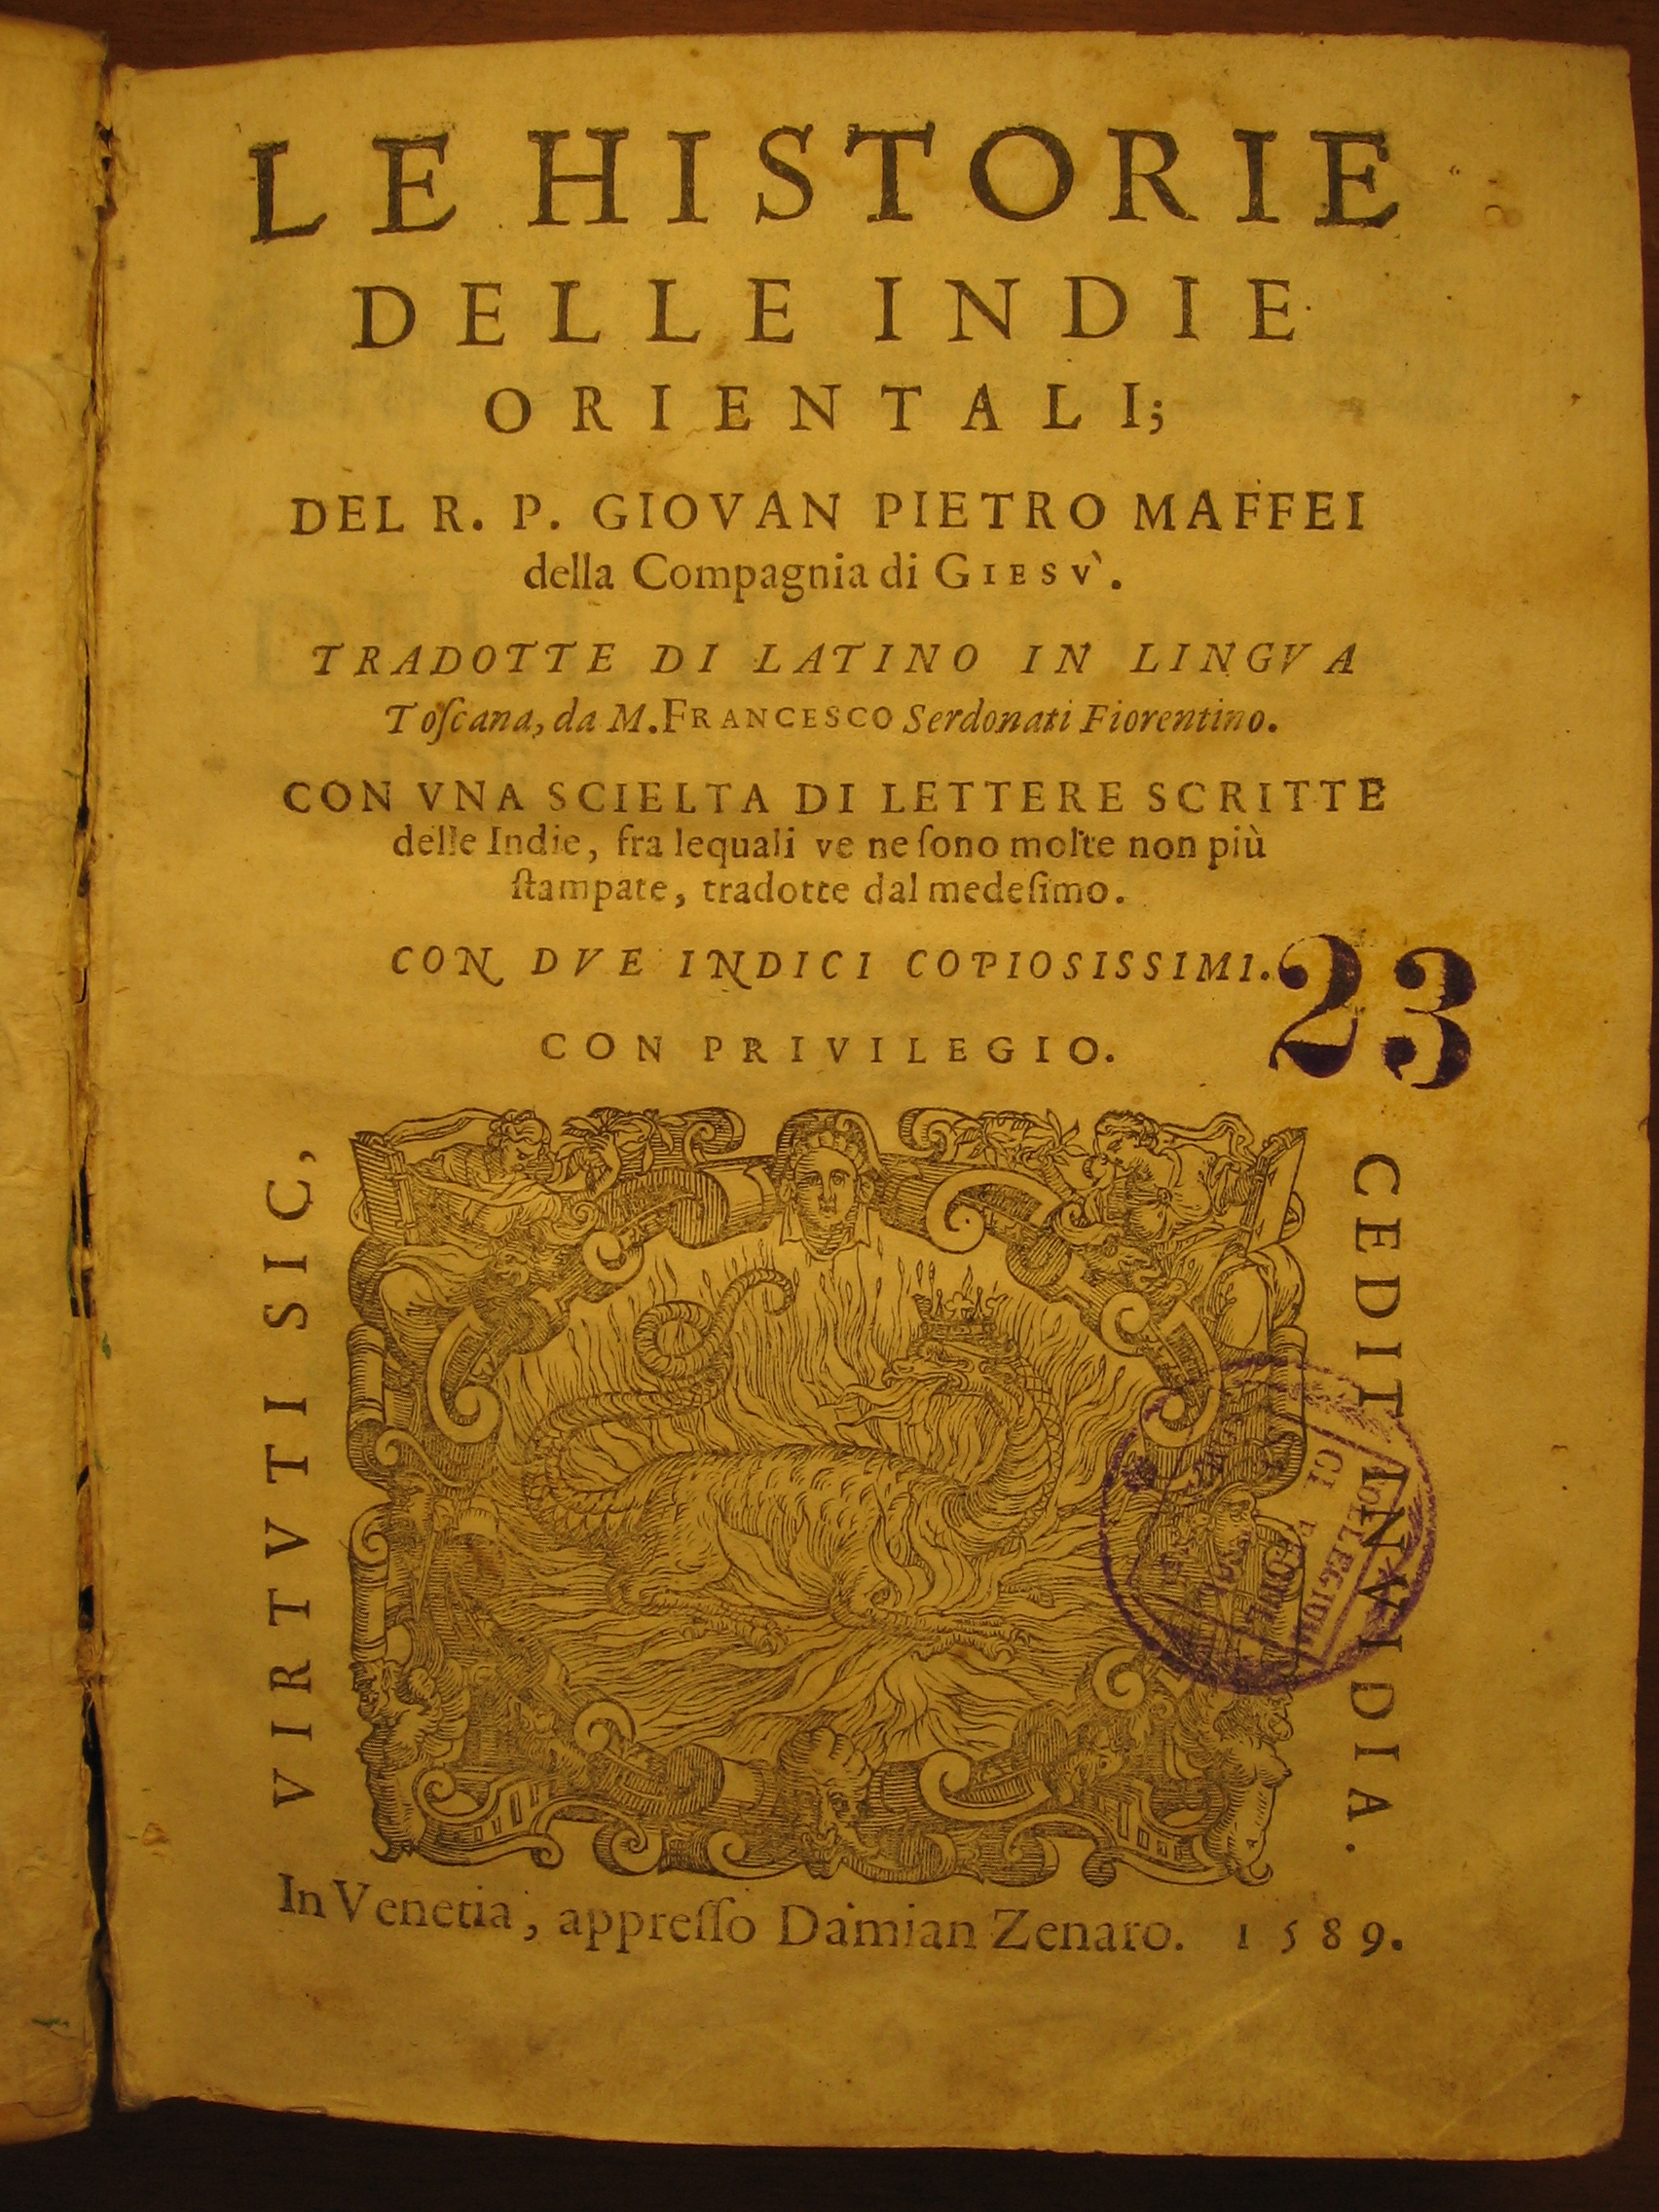 LE HISTORIE
DELLE INDIE
ORIENTALI;
DEL R. P. GIOVAN PIETRO MAFFEI
della Compagnia di GIESV̀.
TRADOTTE DI LATINO IN LINGVA
Toſcana, da M. FRANCESCO Serdonati Fiorentino.
CON VNA SCIELTA DI LETTERE SCRITTE
delle Indie, fra lequali ve ne ſono molte non più
ſtampate, tradotte dal medeſimo.
CON DVE INDICI COPIOSISSIMI.
23
CON PRIVILEGIO.
VIRTVTI SIC,
CEDIT INVIDIA.
In Venetia, appreſſo Damian Zenaro. 1589.